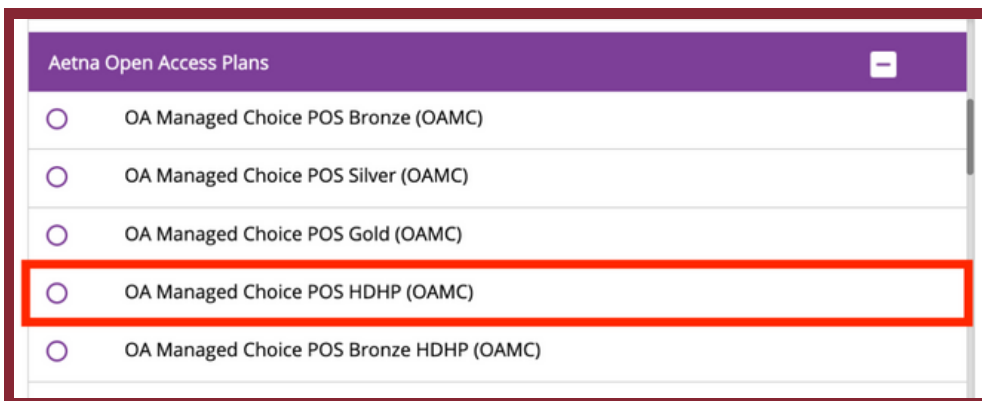 Aetna Open Access Plans
OA Managed Choice POS Bronze (OAMC)
OA Managed Choice POS Silver (OAMC)
OA Managed Choice POS Gold (OAMC)
OA Managed Choice POS HDHP (OAMC)
OA Managed Choice POS Bronze HDHP (OAMC)